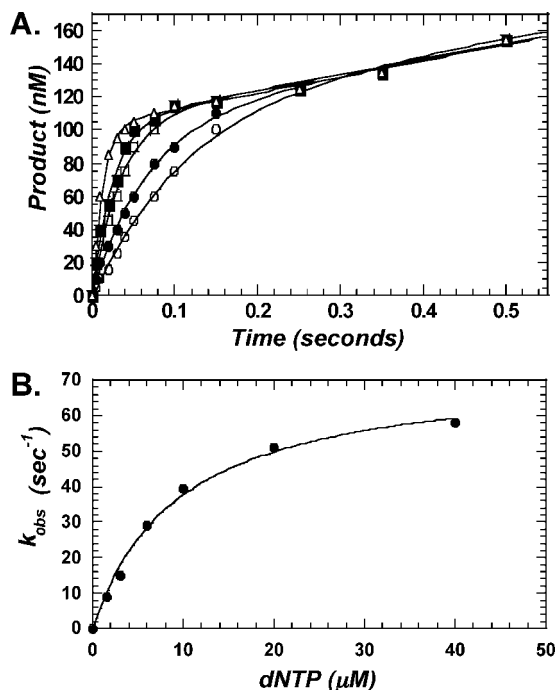 A.
Product (nM)
160
140
120
100
80
60
40
20
0
0 0.1 0.2 0.3 0.4 0.5
Time (seconds)
B.
k_obs (sec⁻¹)
70
60
50
40
30
20
10
0
0 10 20 30 40 50
dNTP (μM)